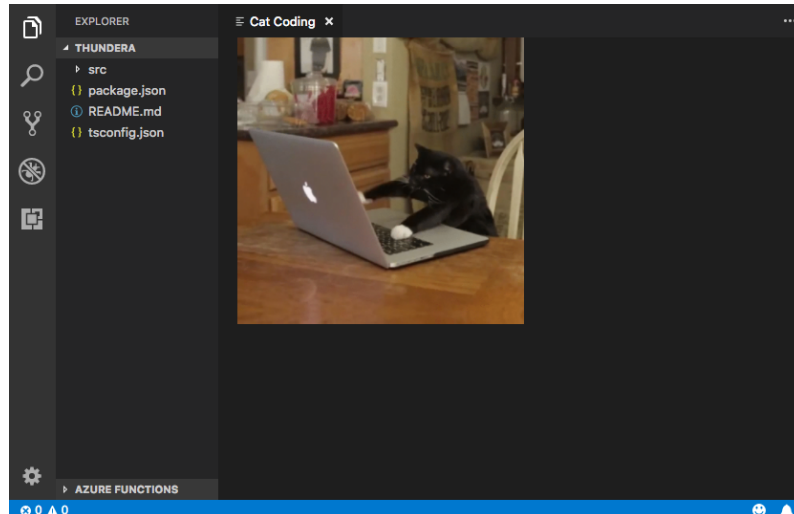 EXPLORER
THUNDERA
src
package.json
README.md
tsconfig.json
AZURE FUNCTIONS
Cat Coding
0 0